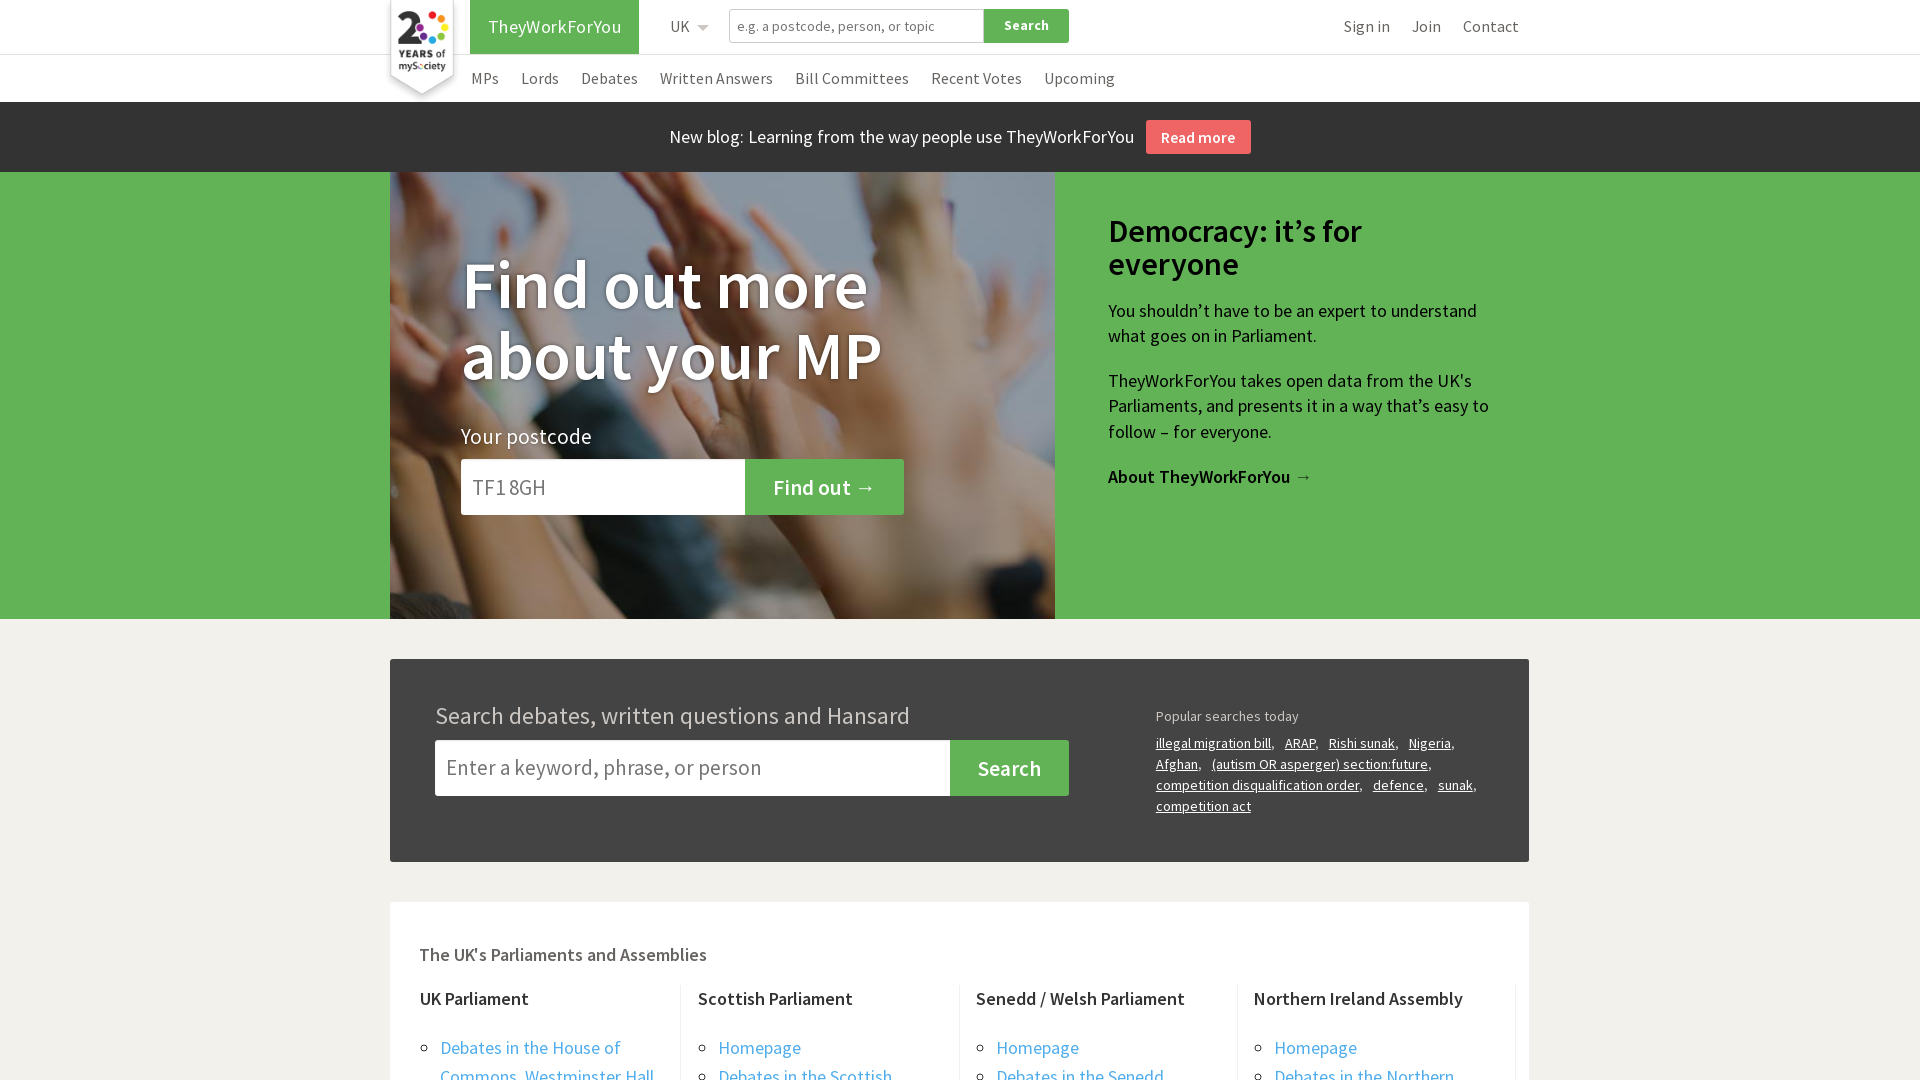 20
YEARS of
mySociety
TheyWorkForYou
UK
e.g. a postcode, person, or topic
Search
Sign in
Join
Contact
MPs
Lords
Debates
Written Answers
Bill Committees
Recent Votes
Upcoming
New blog: Learning from the way people use TheyWorkForYou
Read more
Find out more
about your MP
Your postcode
TF1 8GH
Find out →
Democracy: it’s for
everyone
You shouldn’t have to be an expert to understand
what goes on in Parliament.
TheyWorkForYou takes open data from the UK's
Parliaments, and presents it in a way that’s easy to
follow – for everyone.
About TheyWorkForYou →
Search debates, written questions and Hansard
Enter a keyword, phrase, or person
Search
Popular searches today
illegal migration bill, ARAP, Rishi sunak, Nigeria,
Afghan, (autism OR asperger) section:future,
competition disqualification order, defence, sunak,
competition act
The UK's Parliaments and Assemblies
UK Parliament
Debates in the House of
Commons, Westminster Hall
Scottish Parliament
Homepage
Debates in the Scottish
Senedd / Welsh Parliament
Homepage
Debates in the Senedd
Northern Ireland Assembly
Homepage
Debates in the Northern